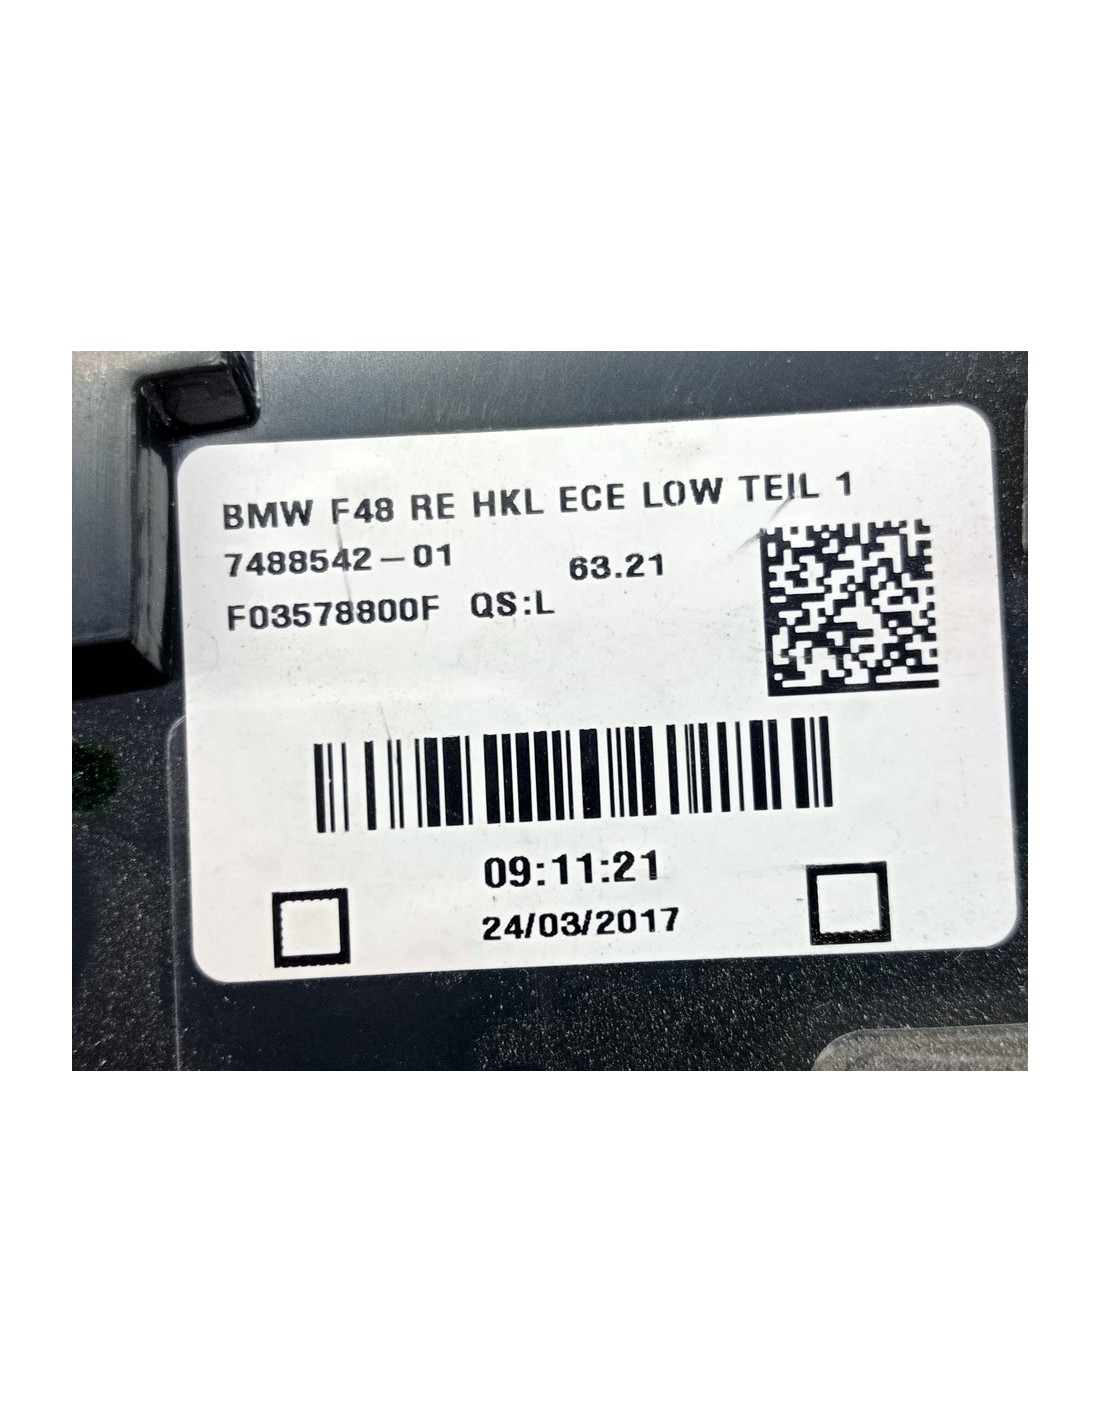 BMW F48 RE HKL ECE LOW TEIL 1
7488542-01 63.21
F03578800F QS:L
09:11:21
24/03/2017